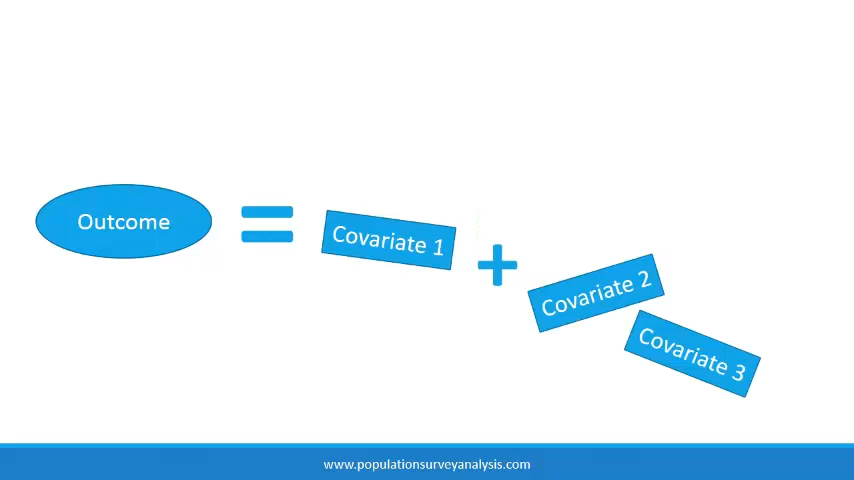 Outcome
=
Covariate 1
+
Covariate 2
Covariate 3
www.populationsurveyanalysis.com